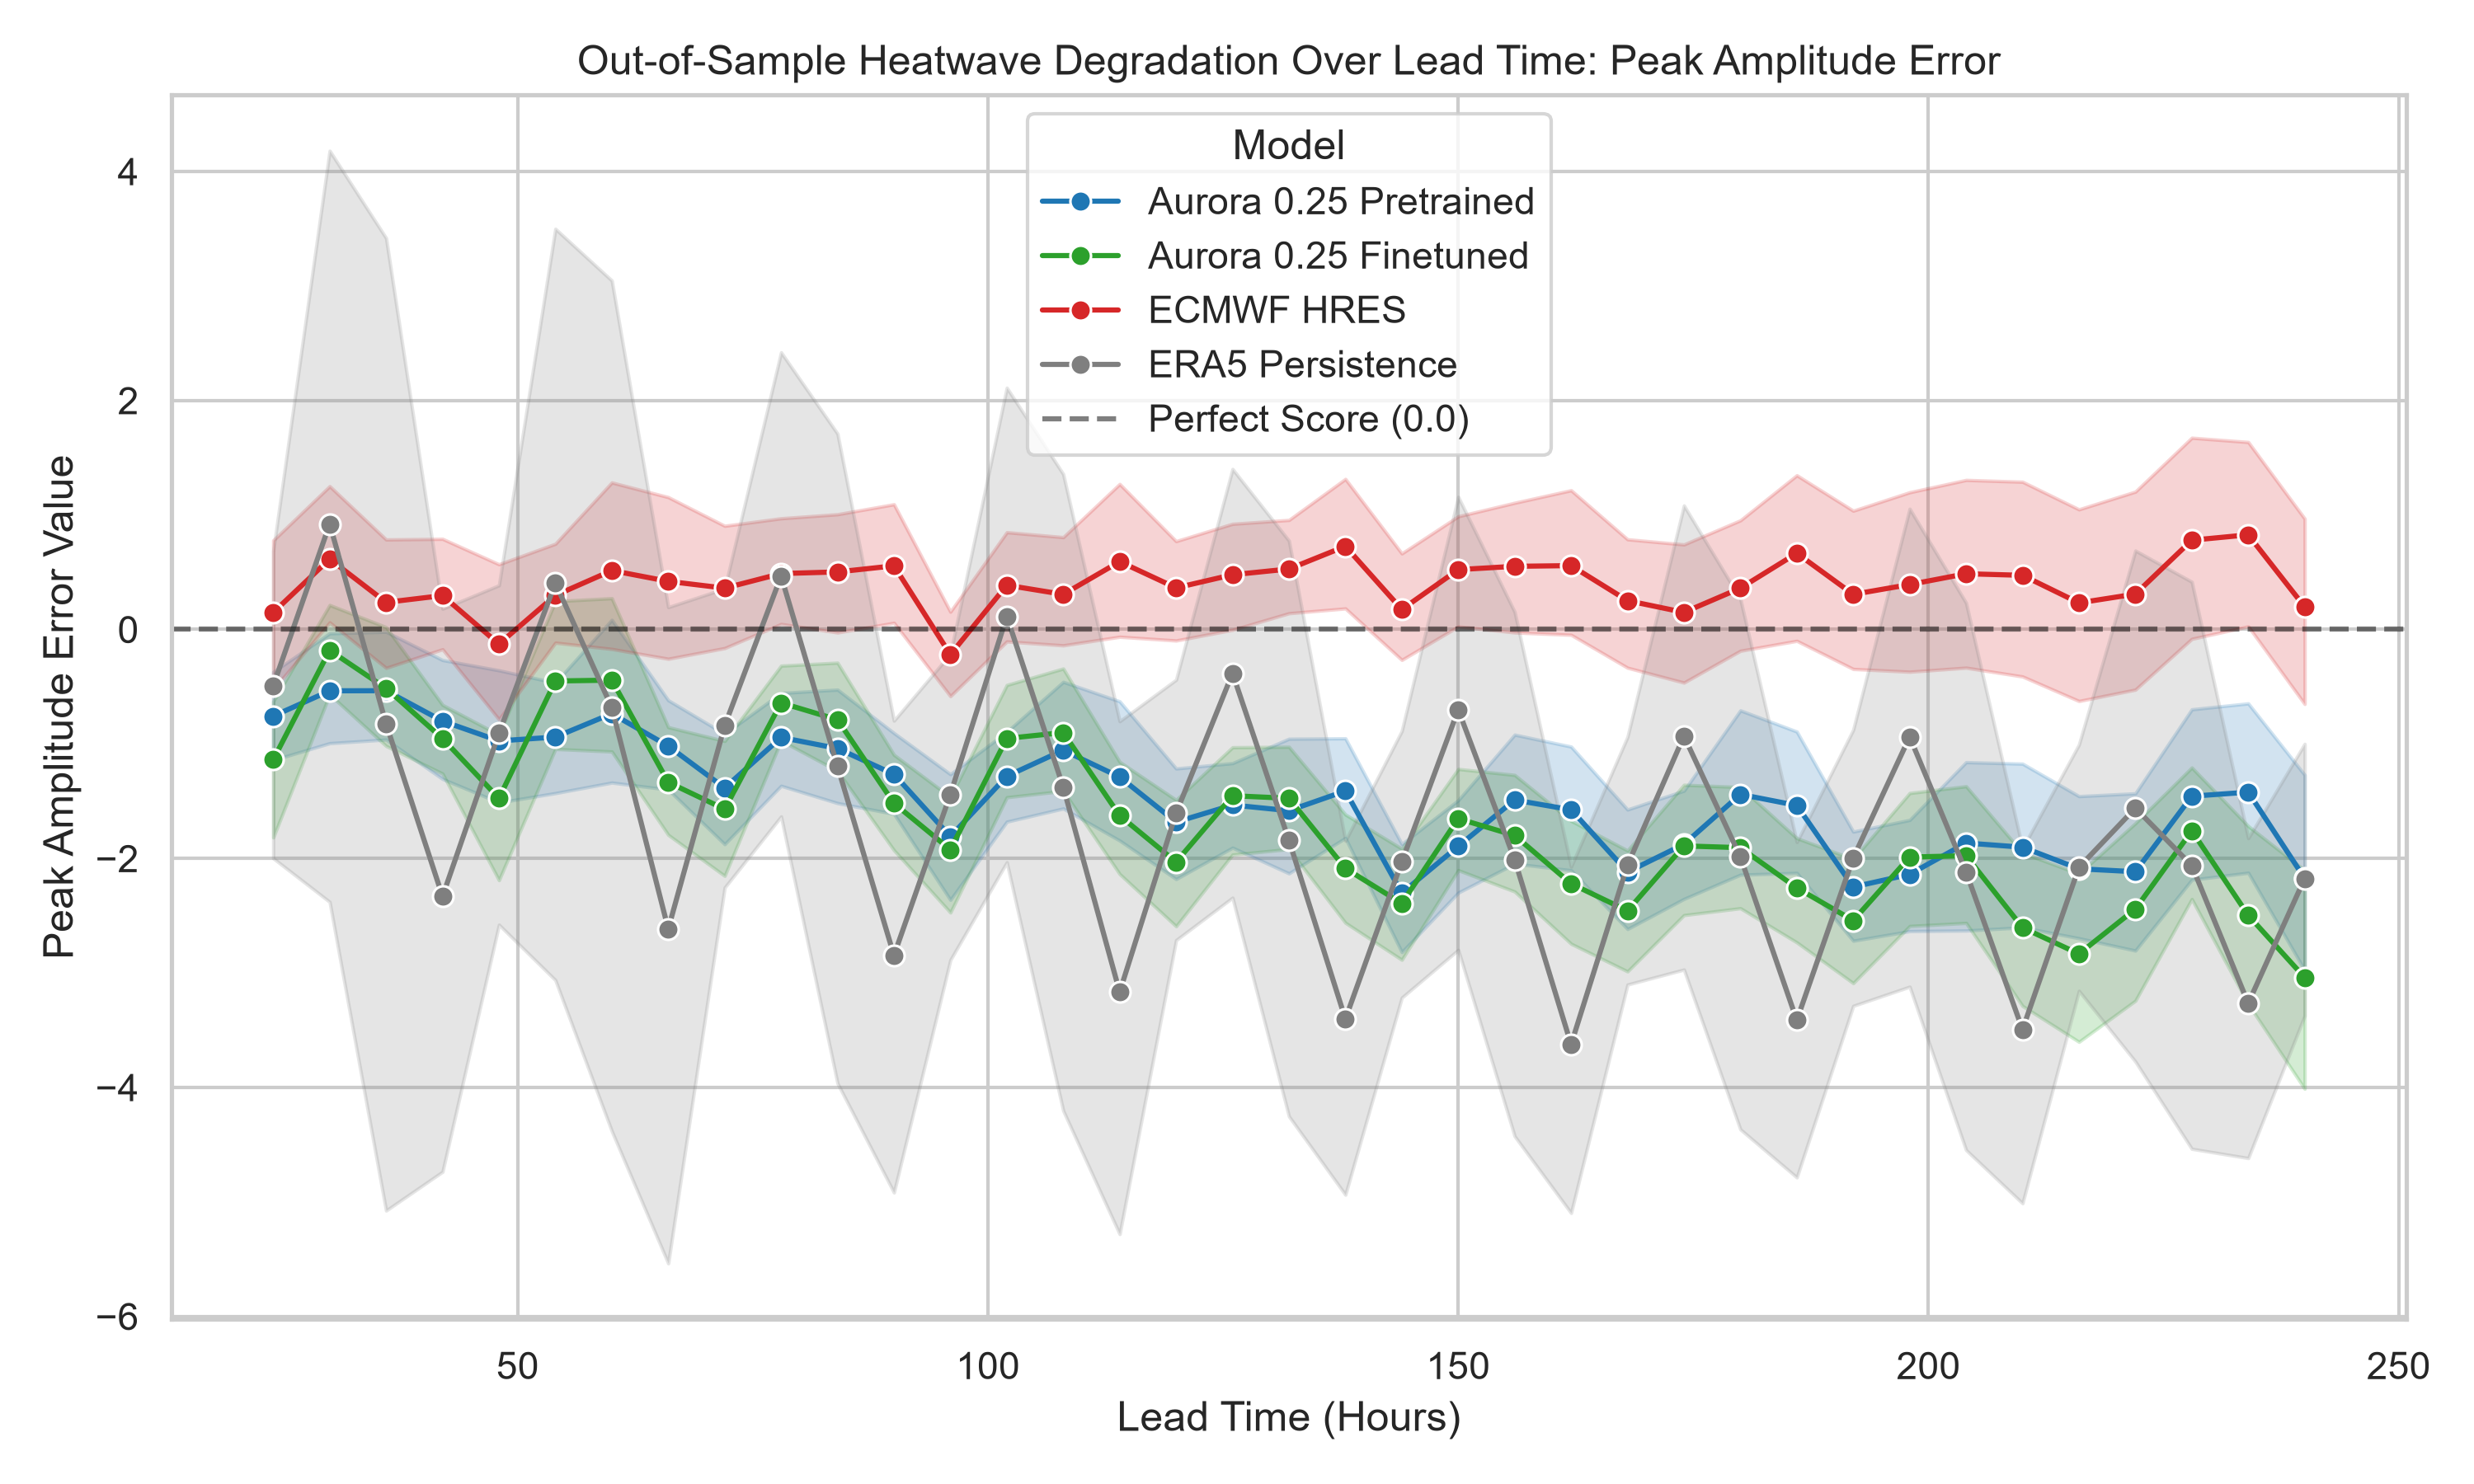 Out-of-Sample Heatwave Degradation Over Lead Time: Peak Amplitude Error
Model
Aurora 0.25 Pretrained
Aurora 0.25 Finetuned
ECMWF HRES
ERA5 Persistence
Perfect Score (0.0)
Peak Amplitude Error Value
4
2
0
−2
−4
−6
50
100
150
200
250
Lead Time (Hours)